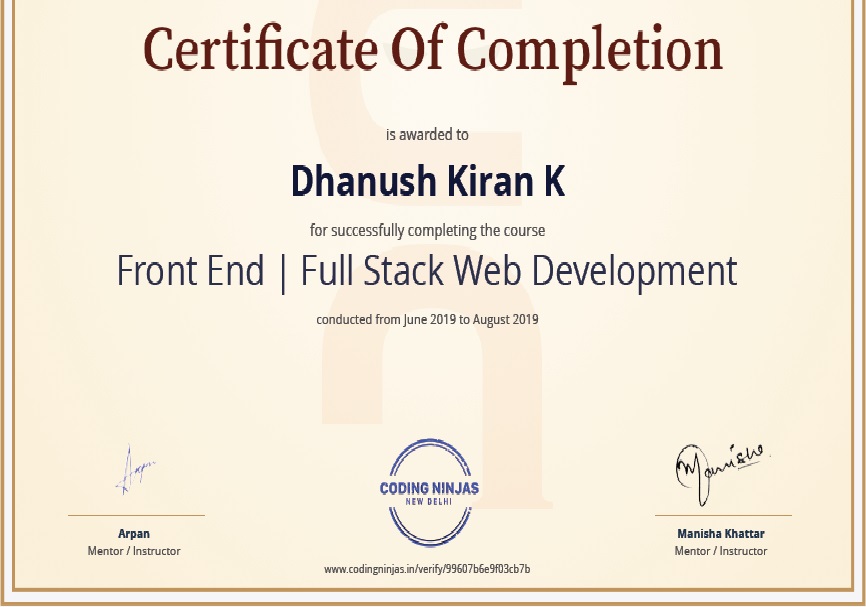 Certificate Of Completion
is awarded to
Dhanush Kiran K
for successfully completing the course
Front End | Full Stack Web Development
conducted from June 2019 to August 2019
Arpan
Manisha
CODING NINJAS
NEW DELHI
Arpan
Mentor / Instructor
Manisha Khattar
Mentor / Instructor
www.codingninjas.in/verify/99607b6e9f03cb7b